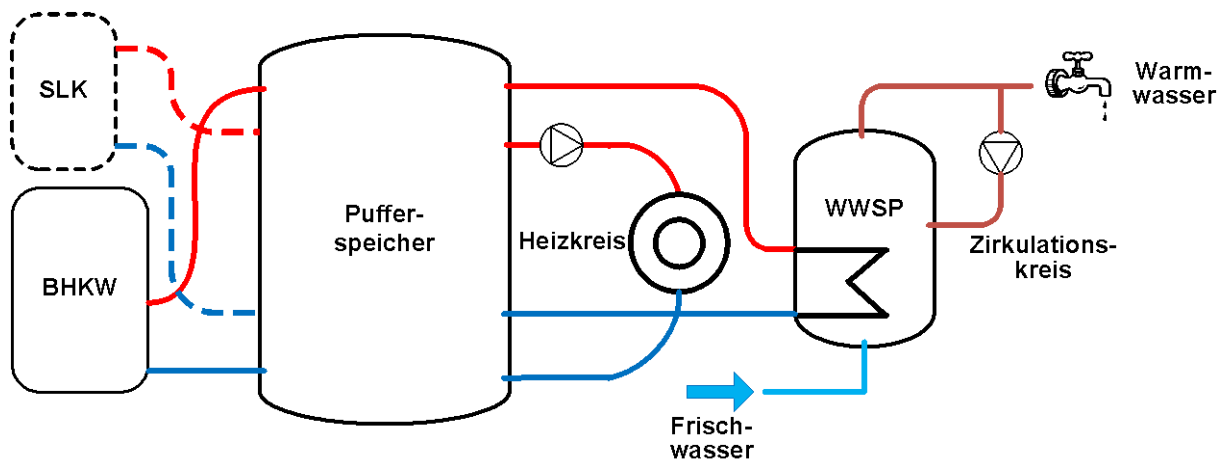 SLK
BHKW
Puffer-
speicher
Heizkreis
WWSP
Warm-
wasser
Zirkulations-
kreis
Frisch-
wasser